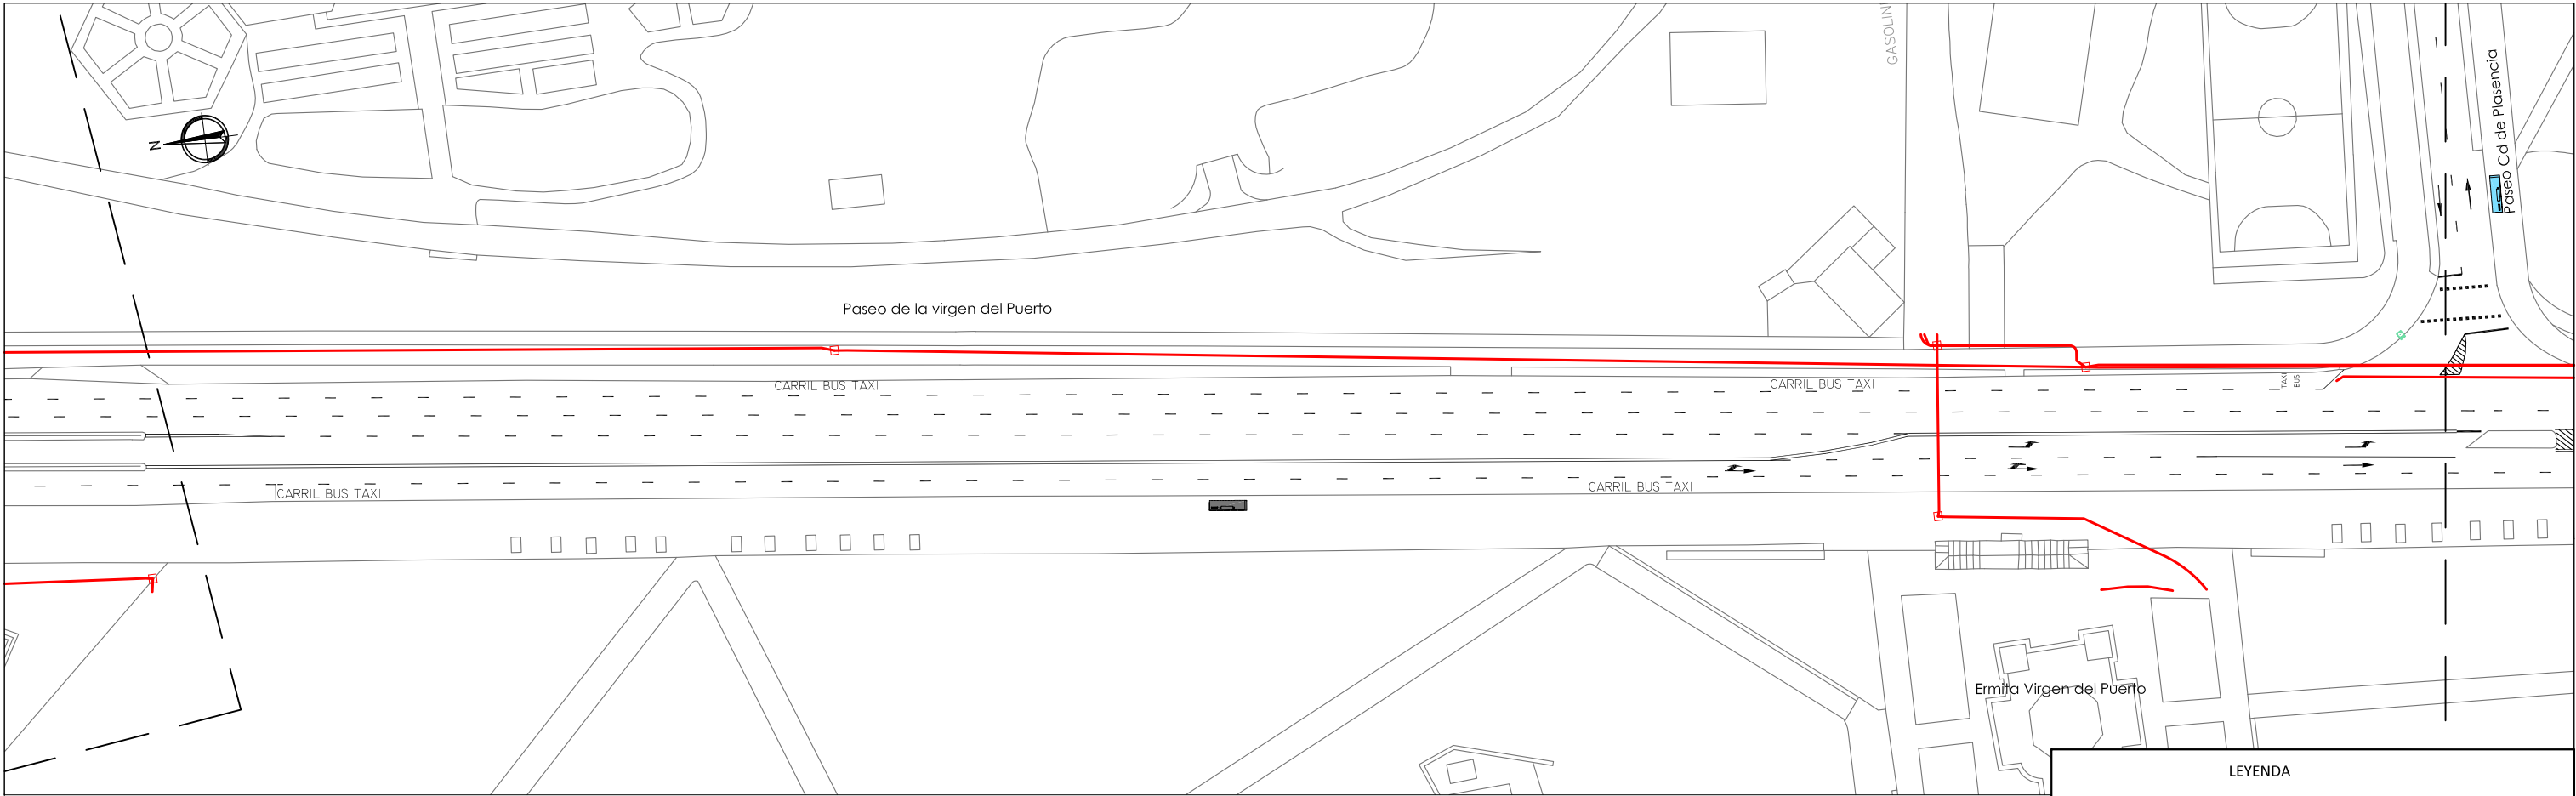 GASOLIN
Paseo Cd de Plasencia
N
Paseo de la virgen del Puerto
CARRIL BUS TAXI
CARRIL BUS TAXI
TAXI
BUS
CARRIL BUS TAXI
CARRIL BUS TAXI
Ermita Virgen del Puerto
LEYENDA